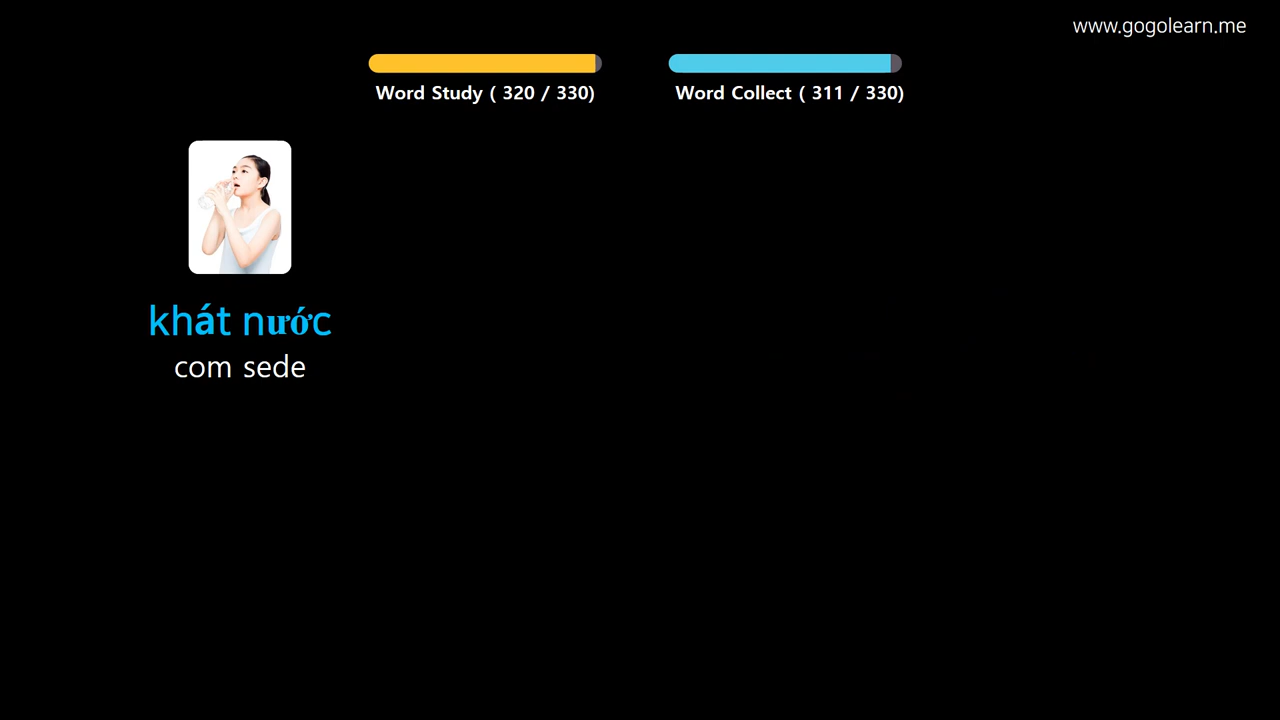 www.gogolearn.me
Word Study ( 320 / 330)
Word Collect ( 311 / 330)
khát nước
com sede